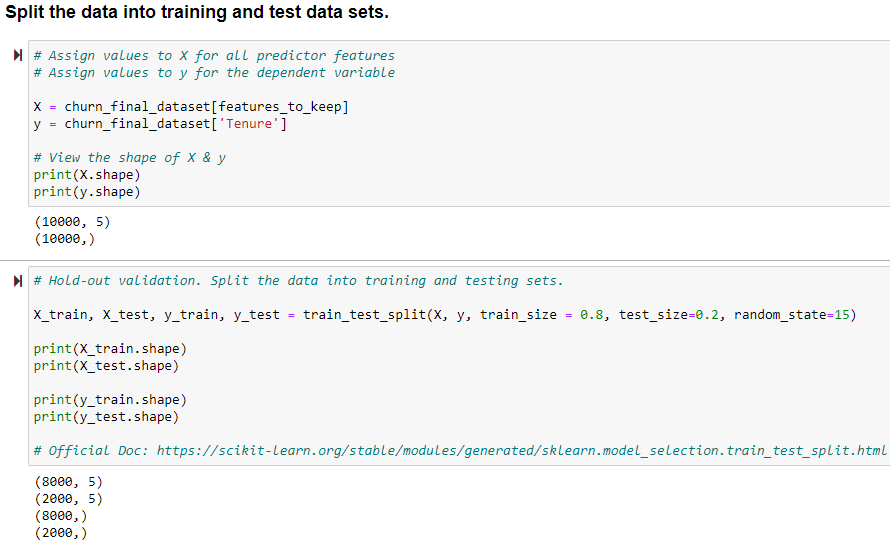 Split the data into training and test data sets.
# Assign values to X for all predictor features
# Assign values to y for the dependent variable
X = churn_final_dataset[features_to_keep]
y = churn_final_dataset['Tenure']
# View the shape of X & y
print(X.shape)
print(y.shape)
(10000, 5)
(10000,)
# Hold-out validation. Split the data into training and testing sets.
X_train, X_test, y_train, y_test = train_test_split(X, y, train_size = 0.8, test_size=0.2, random_state=15)
print(X_train.shape)
print(X_test.shape)
print(y_train.shape)
print(y_test.shape)
# Official Doc: https://scikit-learn.org/stable/modules/generated/sklearn.model_selection.train_test_split.html
(8000, 5)
(2000, 5)
(8000,)
(2000,)